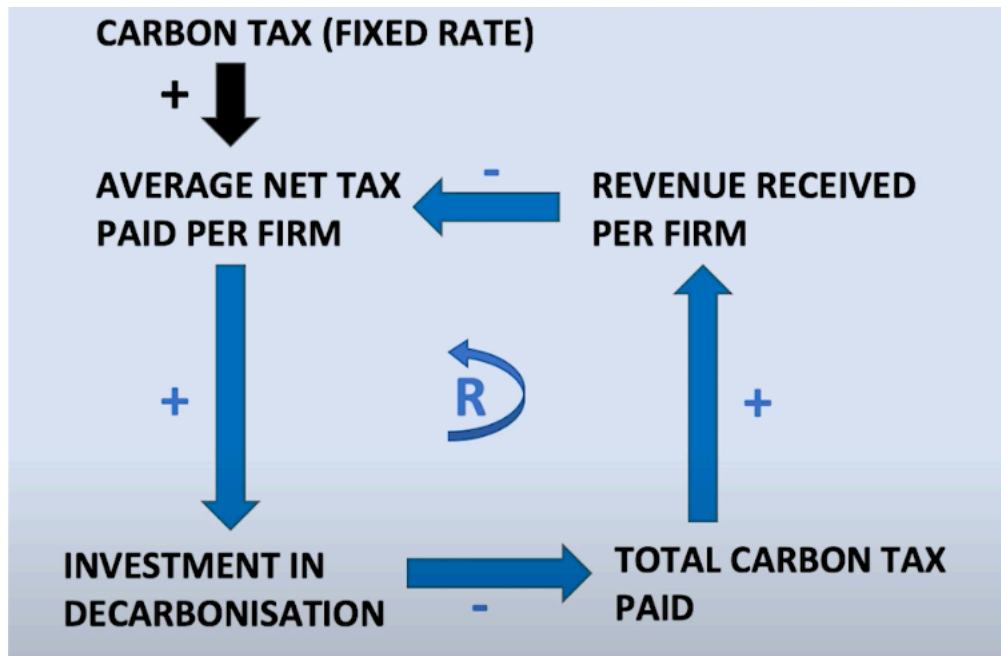 CARBON TAX (FIXED RATE)
+
AVERAGE NET TAX
PAID PER FIRM
-
REVENUE RECEIVED
PER FIRM
+
R
+
INVESTMENT IN
DECARBONISATION
-
TOTAL CARBON TAX
PAID